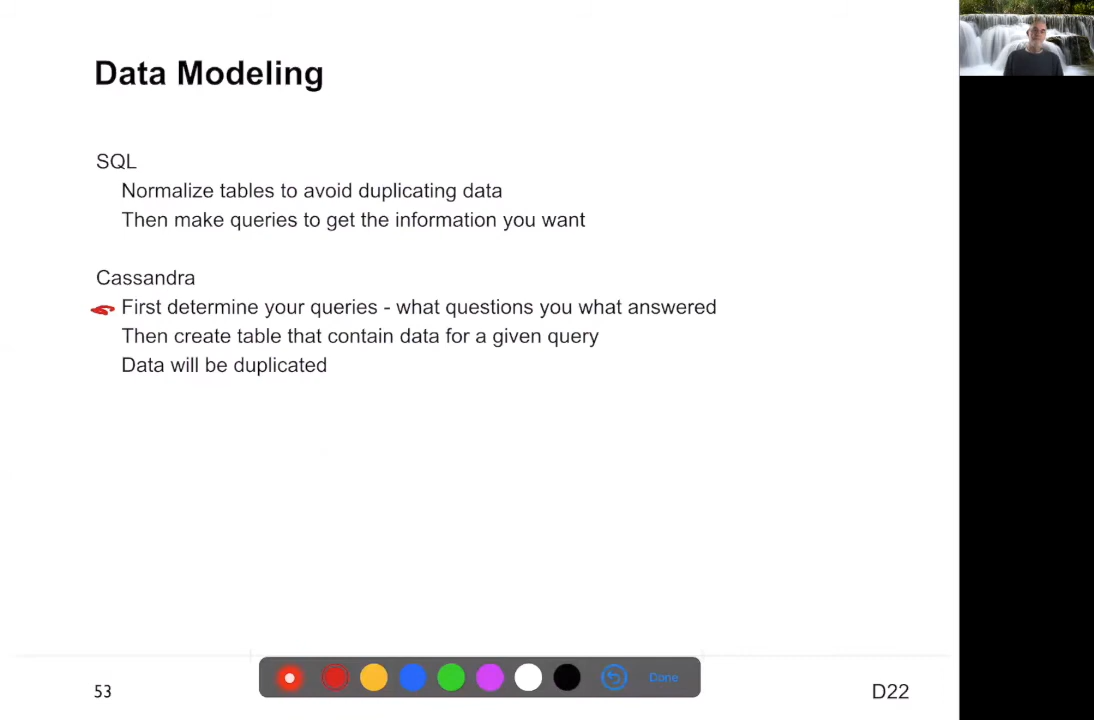 Data Modeling
SQL
Normalize tables to avoid duplicating data
Then make queries to get the information you want
Cassandra
First determine your queries - what questions you what answered
Then create table that contain data for a given query
Data will be duplicated
53
Done
D22